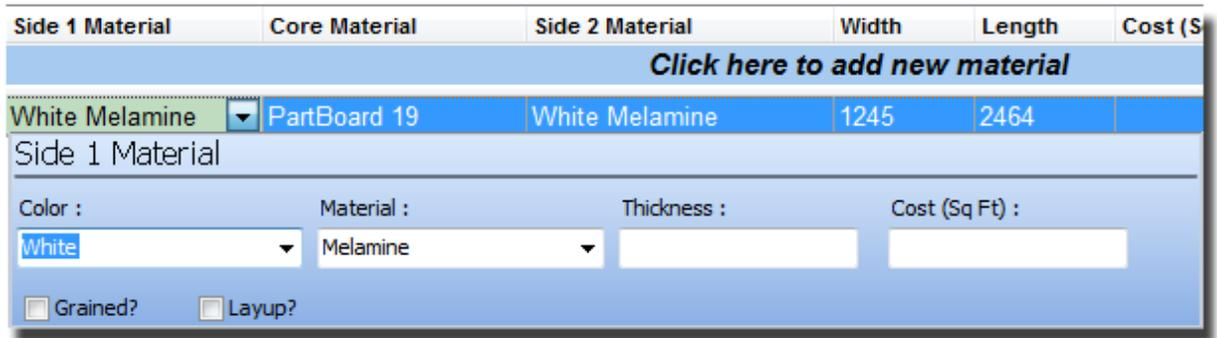 Side 1 Material Core Material Side 2 Material Width Length Cost (S
Click here to add new material
White Melamine PartBoard 19 White Melamine 1245 2464
Side 1 Material
Color : Material : Thickness : Cost (Sq Ft) :
White Melamine
Grained? Layup?